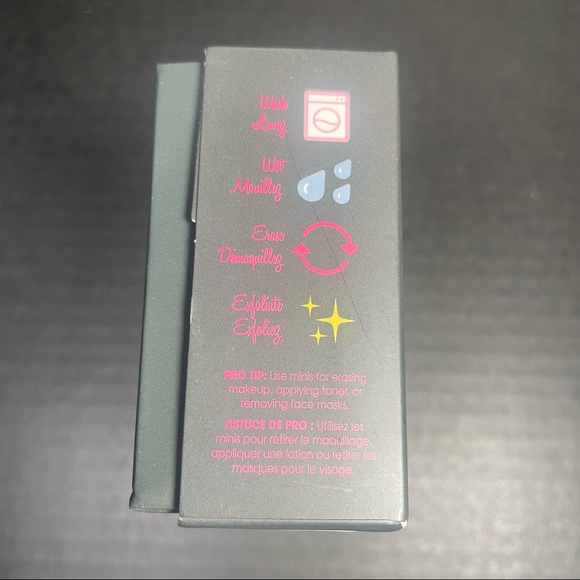 Wash
Lavez
Wet
Mouillez
Erase
Démaquillez
Exfoliate
Exfoliez
PRO TIP: Use minis for erasing
makeup, applying toner, or
removing face masks.
ASTUCE DE PRO : Utilisez les
minis pour retirer le maquillage,
appliquer une lotion ou retirer les
masques pour le visage.